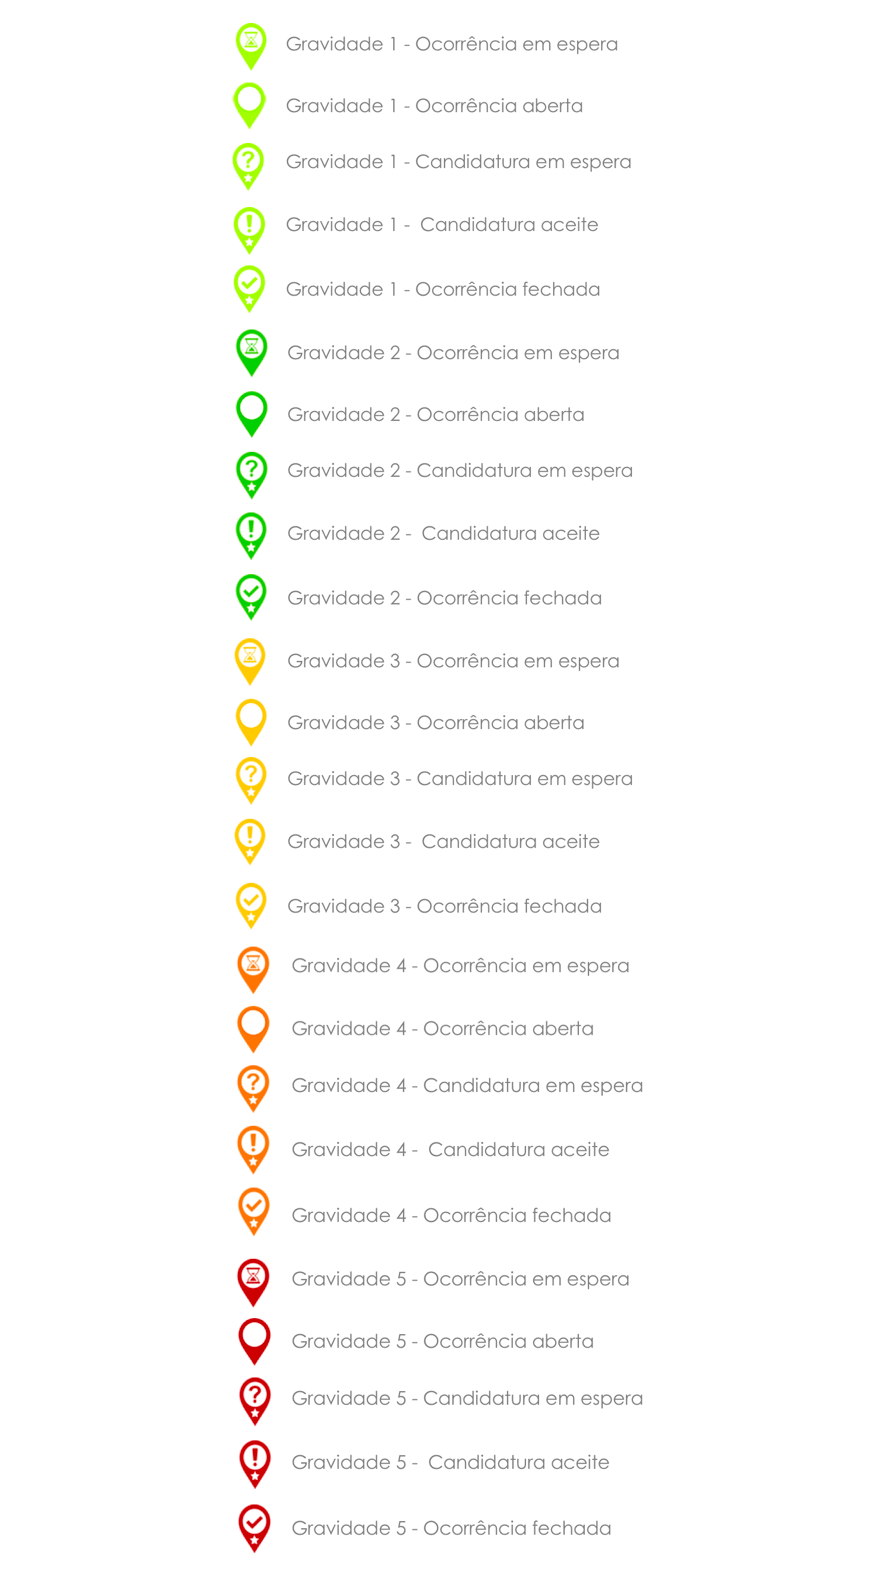 Gravidade 1 - Ocorrência em espera
Gravidade 1 - Ocorrência aberta
Gravidade 1 - Candidatura em espera
Gravidade 1 -  Candidatura aceite
Gravidade 1 - Ocorrência fechada
Gravidade 2 - Ocorrência em espera
Gravidade 2 - Ocorrência aberta
Gravidade 2 - Candidatura em espera
Gravidade 2 -  Candidatura aceite
Gravidade 2 - Ocorrência fechada
Gravidade 3 - Ocorrência em espera
Gravidade 3 - Ocorrência aberta
Gravidade 3 - Candidatura em espera
Gravidade 3 -  Candidatura aceite
Gravidade 3 - Ocorrência fechada
Gravidade 4 - Ocorrência em espera
Gravidade 4 - Ocorrência aberta
Gravidade 4 - Candidatura em espera
Gravidade 4 -  Candidatura aceite
Gravidade 4 - Ocorrência fechada
Gravidade 5 - Ocorrência em espera
Gravidade 5 - Ocorrência aberta
Gravidade 5 - Candidatura em espera
Gravidade 5 -  Candidatura aceite
Gravidade 5 - Ocorrência fechada